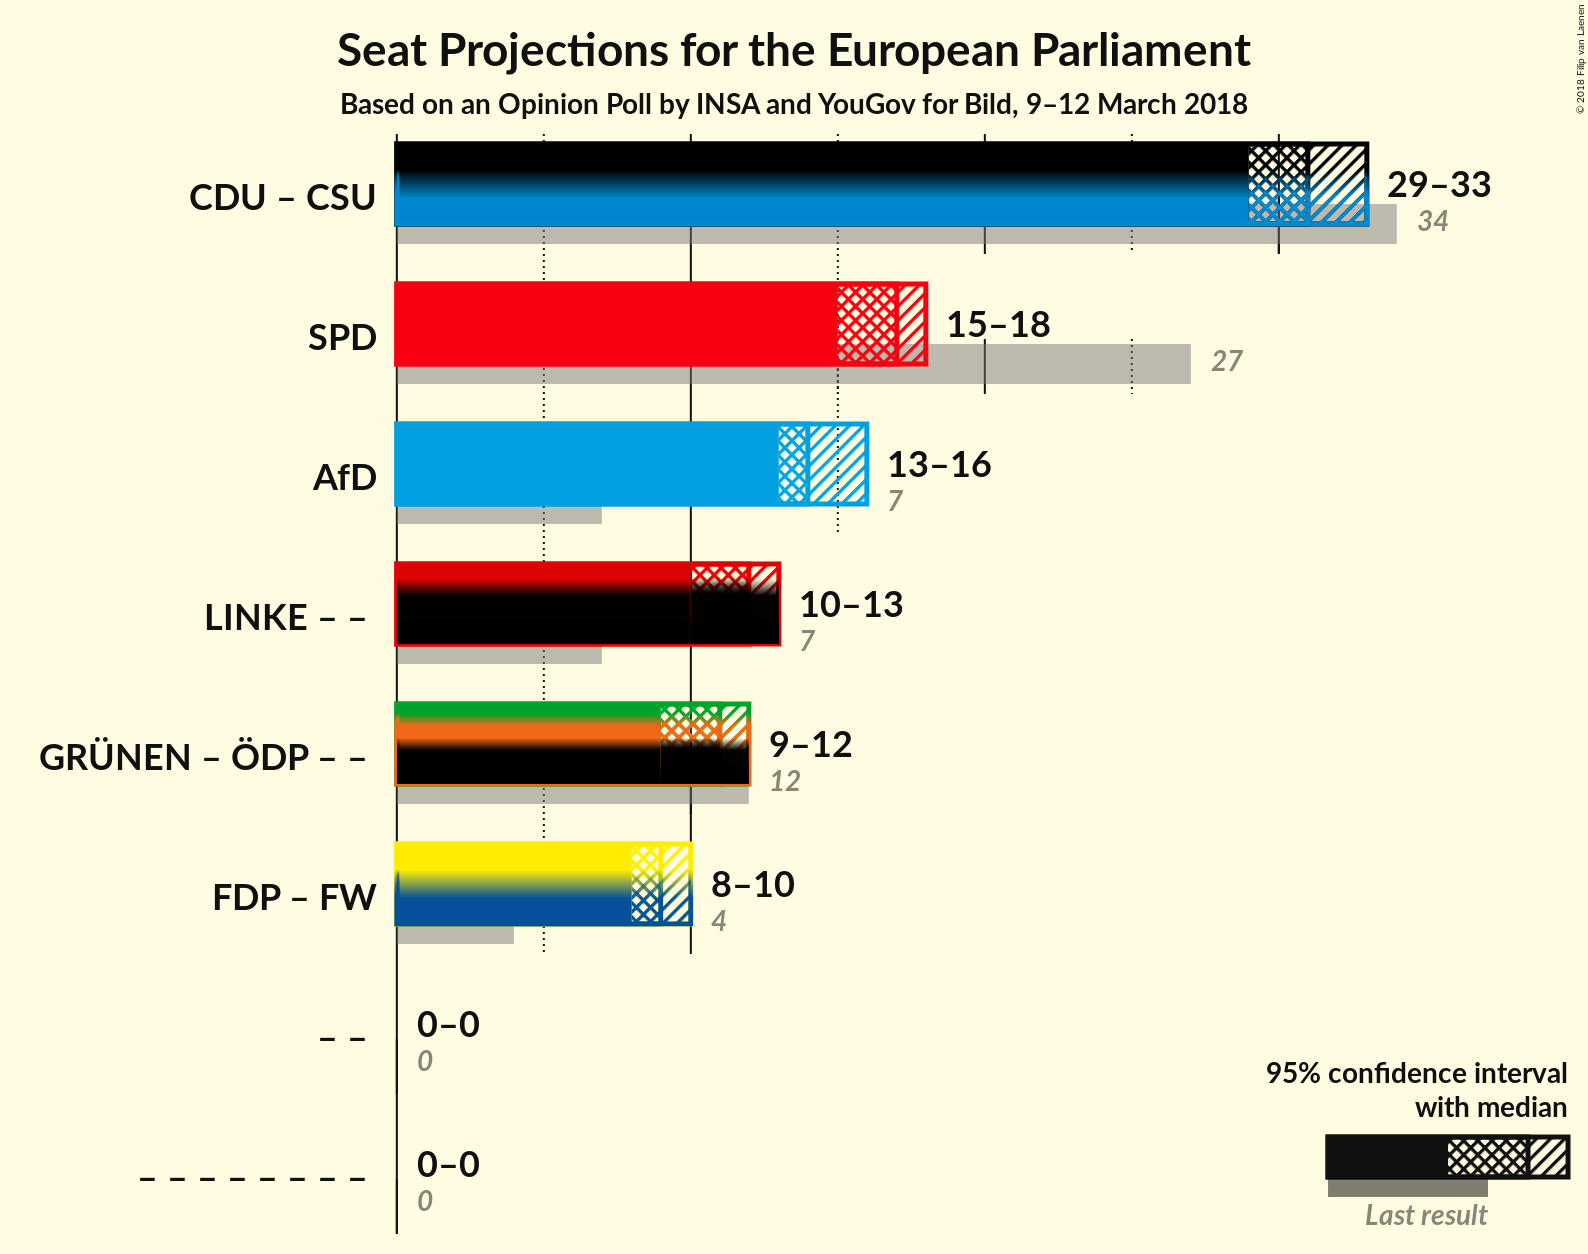 Seat Projections for the European Parliament
Based on an Opinion Poll by INSA and YouGov for Bild, 9–12 March 2018
© 2018 Filip van Laenen
CDU – CSU
29–33
34
SPD
15–18
27
AfD
13–16
7
LINKE – –
10–13
7
GRÜNEN – ÖDP – –
9–12
12
FDP – FW
8–10
4
– –
0–0
0
– – – – – – – –
0–0
0
95% confidence interval
with median
Last result